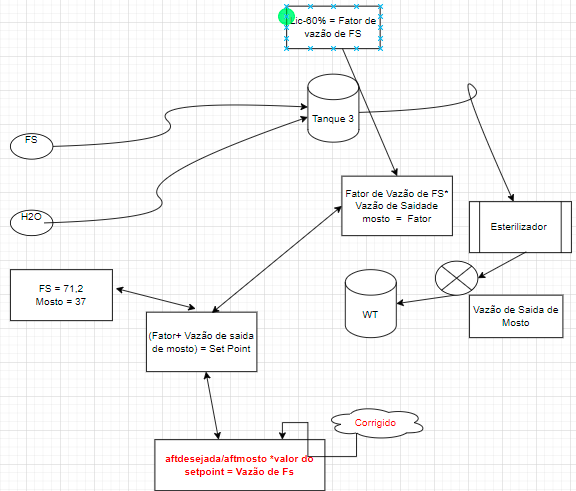 Lic-60% = Fator de
vazão de FS
Tanque 3
FS
H2O
Fator de Vazão de FS*
Vazão de Saídade
mosto = Fator
Esterilizador
FS = 71,2
Mosto = 37
WT
Vazão de Saida de
Mosto
(Fator+ Vazão de saida
de mosto) = Set Point
Corrigido
aftdesejada/aftmosto *valor do
setpoint = Vazão de Fs